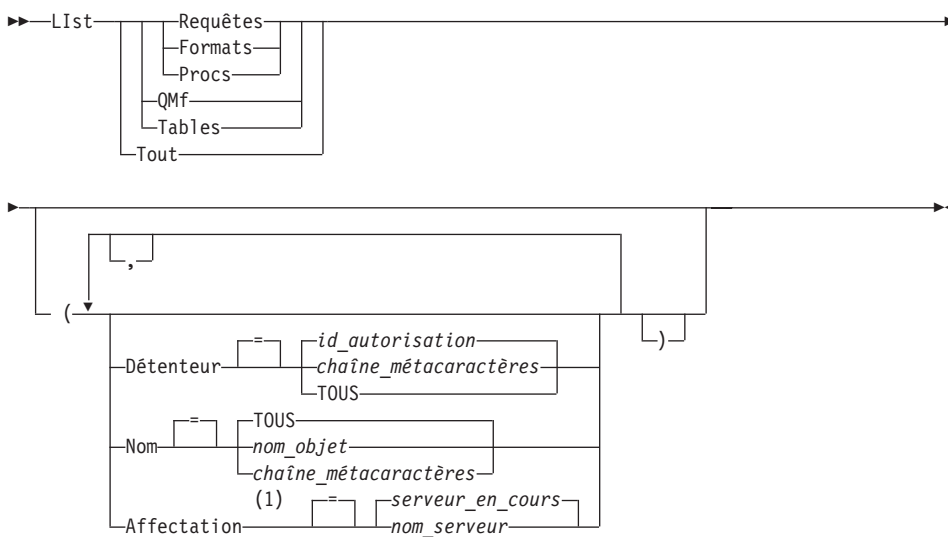 LIst
Requêtes
Formats
Procs
QMf
Tables
Tout
,
(
Détenteur = id_autorisation
chaîne_métacaractères
TOUS
)
Nom = TOUS
nom_objet
chaîne_métacaractères
(1)
Affectation = serveur_en_cours
nom_serveur